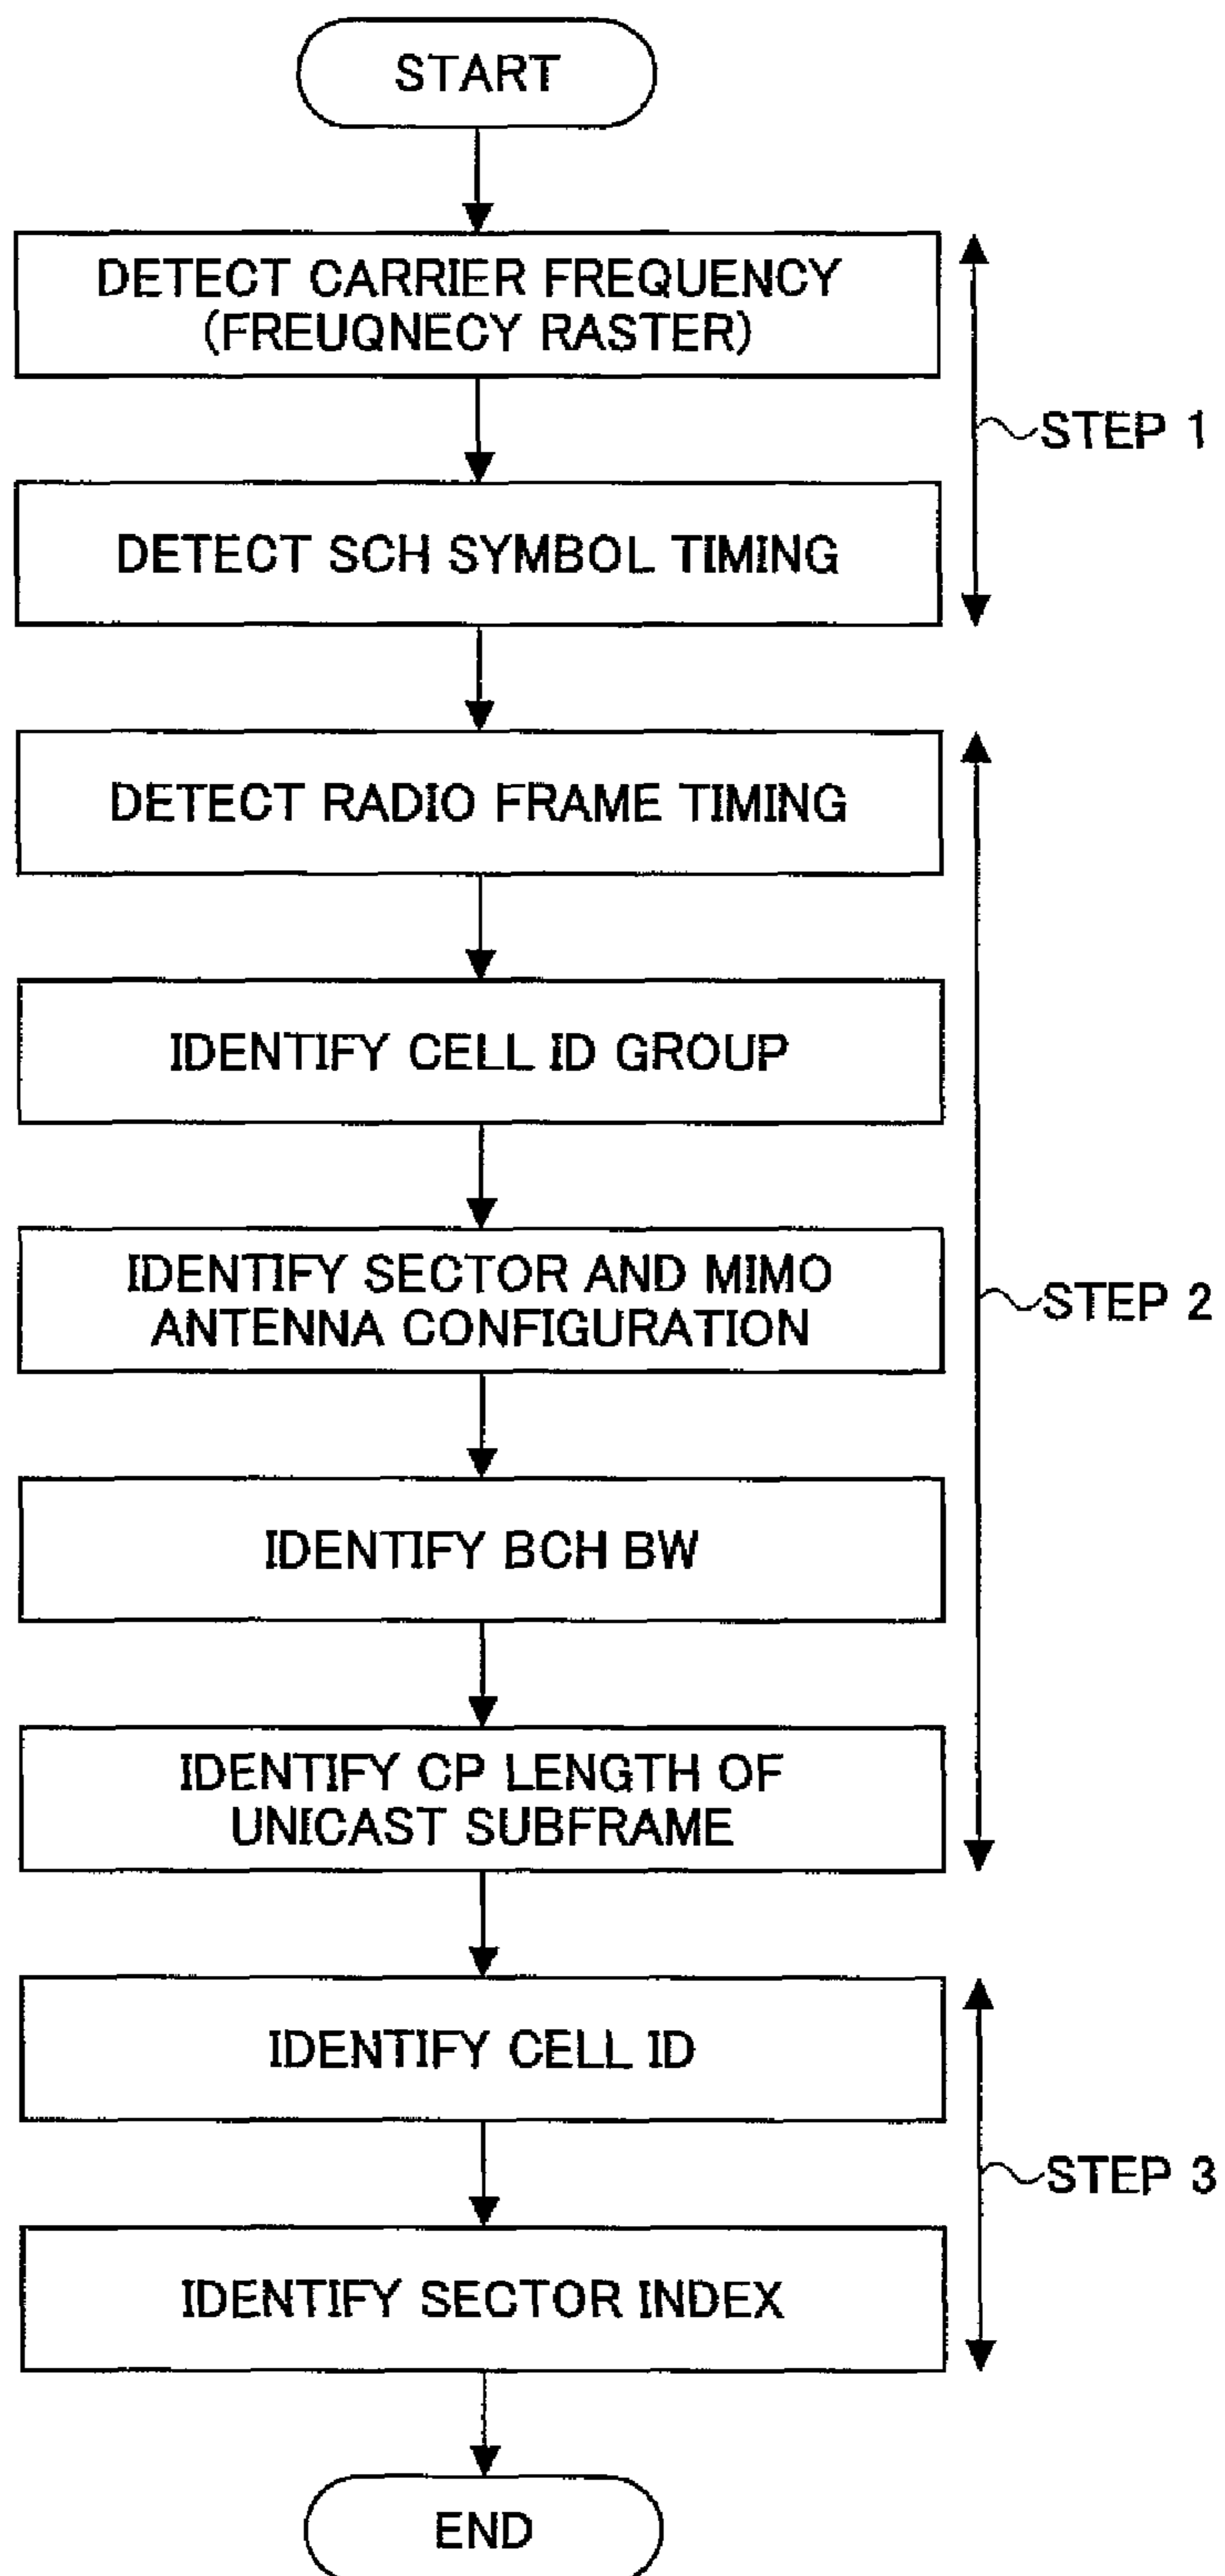 START
DETECT CARRIER FREQUENCY
(FREUQNECY RASTER)
STEP 1
DETECT SCH SYMBOL TIMING
DETECT RADIO FRAME TIMING
IDENTIFY CELL ID GROUP
IDENTIFY SECTOR AND MIMO
ANTENNA CONFIGURATION
STEP 2
IDENTIFY BCH BW
IDENTIFY CP LENGTH OF
UNICAST SUBFRAME
IDENTIFY CELL ID
STEP 3
IDENTIFY SECTOR INDEX
END